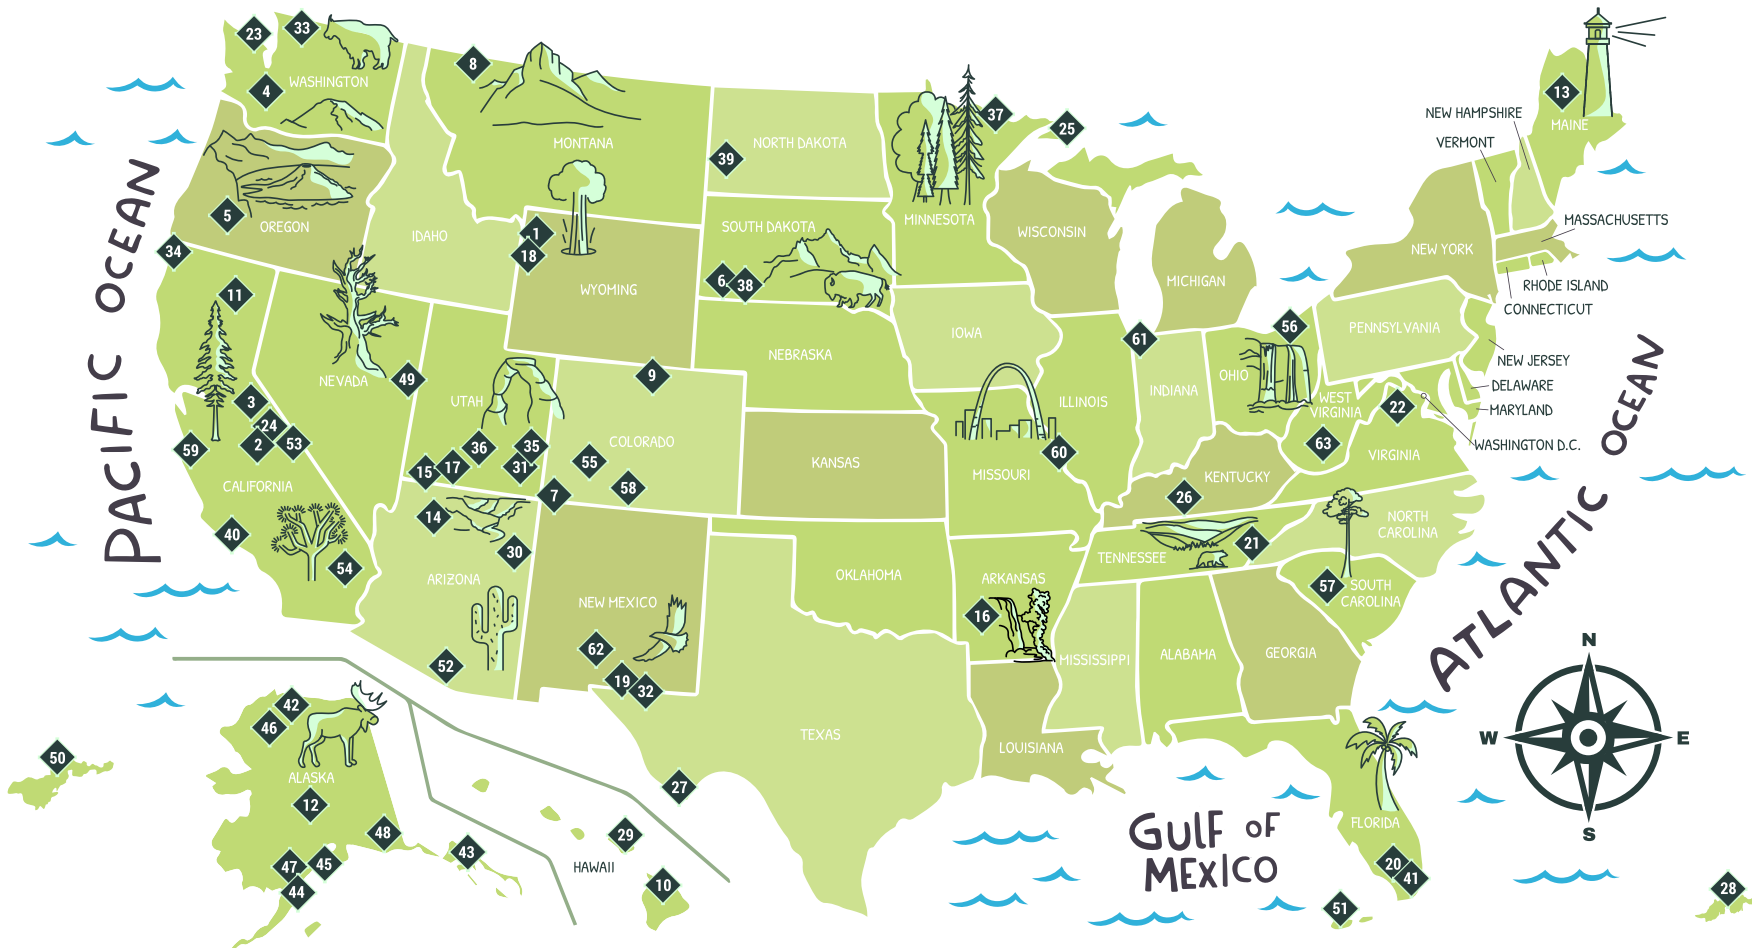 23
33
WASHINGTON
4
8
MONTANA
NORTH DAKOTA
39
37
25
MINNESOTA
13
MAINE
NEW HAMPSHIRE
VERMONT
MASSACHUSETTS
NEW YORK
RHODE ISLAND
CONNECTICUT
5
OREGON
34
IDAHO
1
18
WYOMING
SOUTH DAKOTA
6
38
WISCONSIN
MICHIGAN
PACIFIC OCEAN
11
NEVADA
49
UTAH
9
NEBRASKA
IOWA
61
56
PENNSYLVANIA
NEW JERSEY
DELAWARE
MARYLAND
WASHINGTON D.C.
OHIO
INDIANA
ILLINOIS
WEST
VIRGINIA
22
63
VIRGINIA
3
24
2
53
59
CALIFORNIA
36
35
15
17
31
COLORADO
55
58
7
KANSAS
MISSOURI
60
KENTUCKY
26
40
54
14
30
ARIZONA
NEW MEXICO
OKLAHOMA
ARKANSAS
16
TENNESSEE
21
NORTH
CAROLINA
57
SOUTH
CAROLINA
ATLANTIC OCEAN
52
62
19
32
MISSISSIPPI
ALABAMA
GEORGIA
TEXAS
LOUISIANA
N
W
E
S
42
46
50
ALASKA
12
48
47
45
44
43
29
HAWAII
10
27
GULF OF
MEXICO
FLORIDA
20
41
51
28